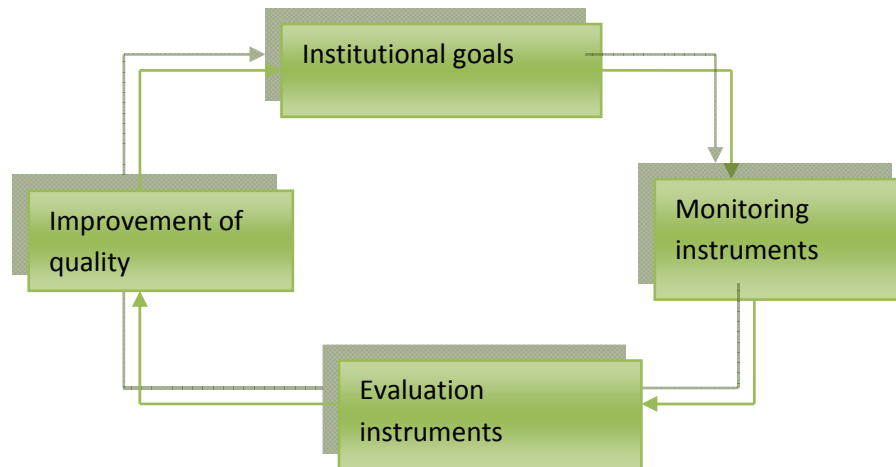 Institutional goals
Monitoring
instruments
Improvement of
quality
Evaluation
instruments